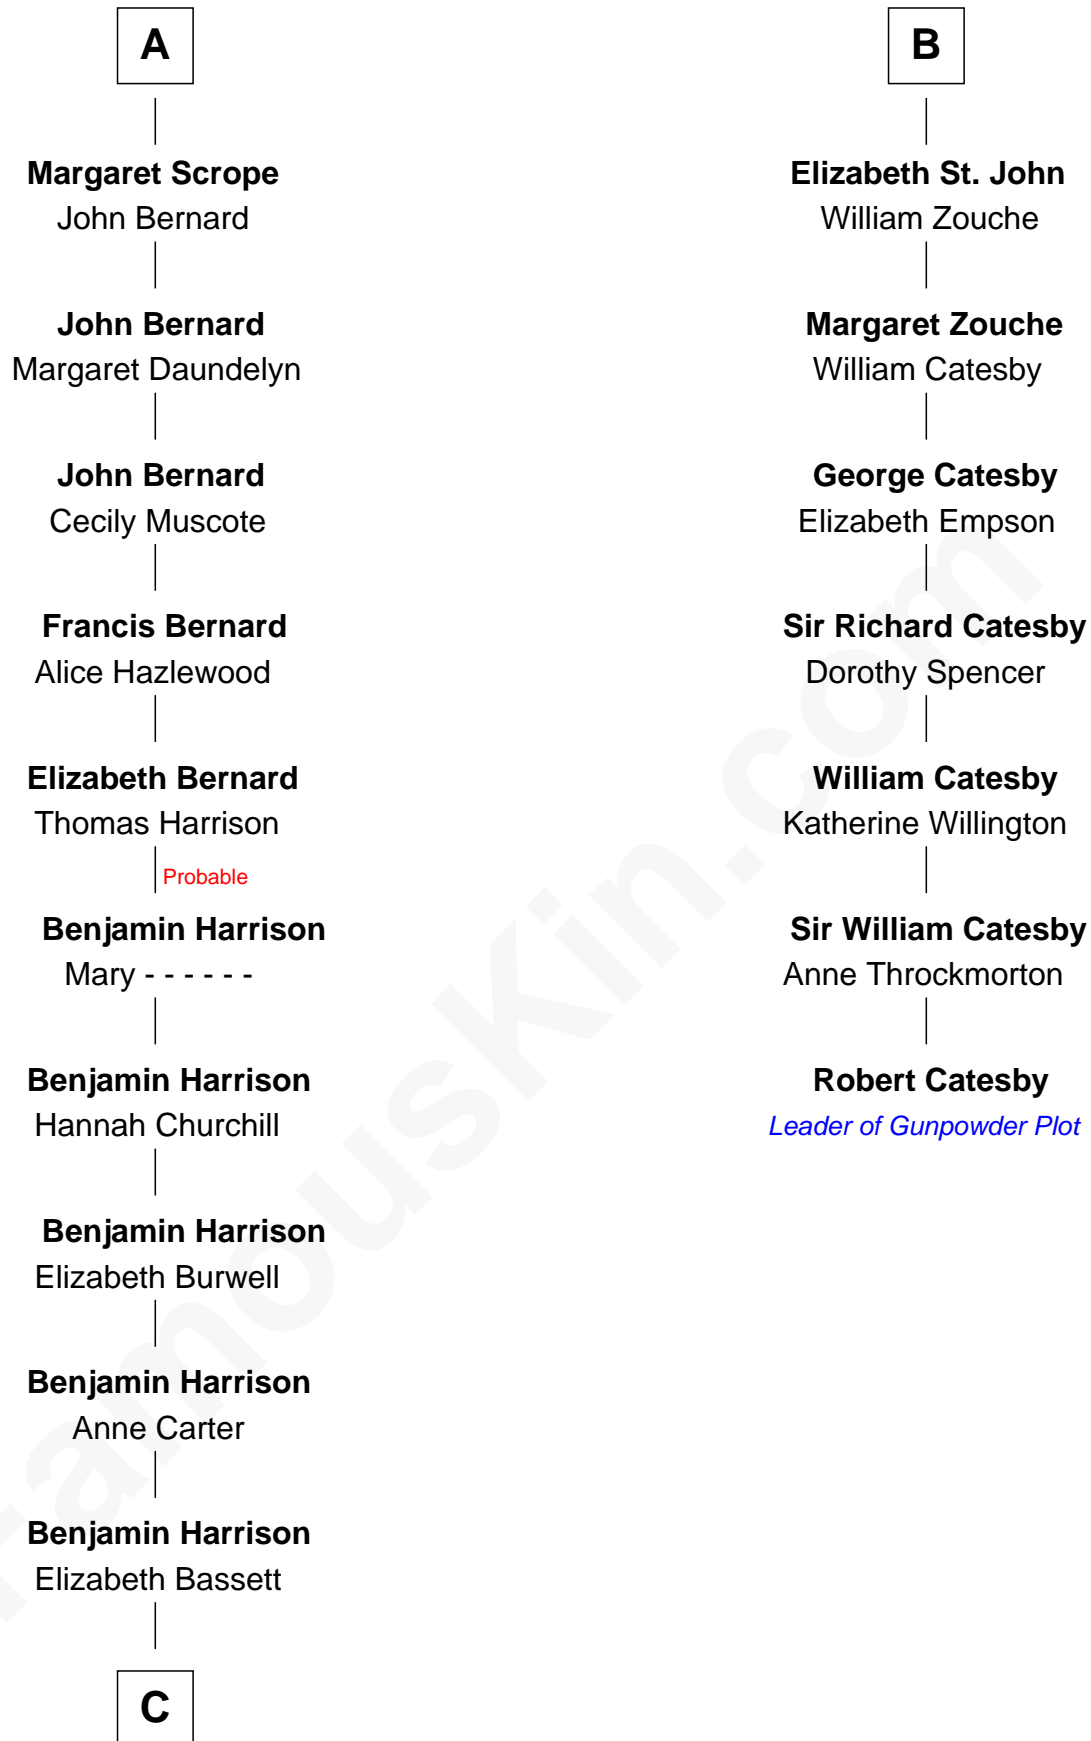 A
Margaret Scrope
John Bernard
John Bernard
Margaret Daundelyn
John Bernard
Cecily Muscote
Francis Bernard
Alice Hazlewood
Elizabeth Bernard
Thomas Harrison
Probable
Benjamin Harrison
Mary - - - - - -
Benjamin Harrison
Hannah Churchill
Benjamin Harrison
Elizabeth Burwell
Benjamin Harrison
Anne Carter
Benjamin Harrison
Elizabeth Bassett
C
B
Elizabeth St. John
William Zouche
Margaret Zouche
William Catesby
George Catesby
Elizabeth Empson
Sir Richard Catesby
Dorothy Spencer
William Catesby
Katherine Willington
Sir William Catesby
Anne Throckmorton
Robert Catesby
Leader of Gunpowder Plot
FamousKin.com